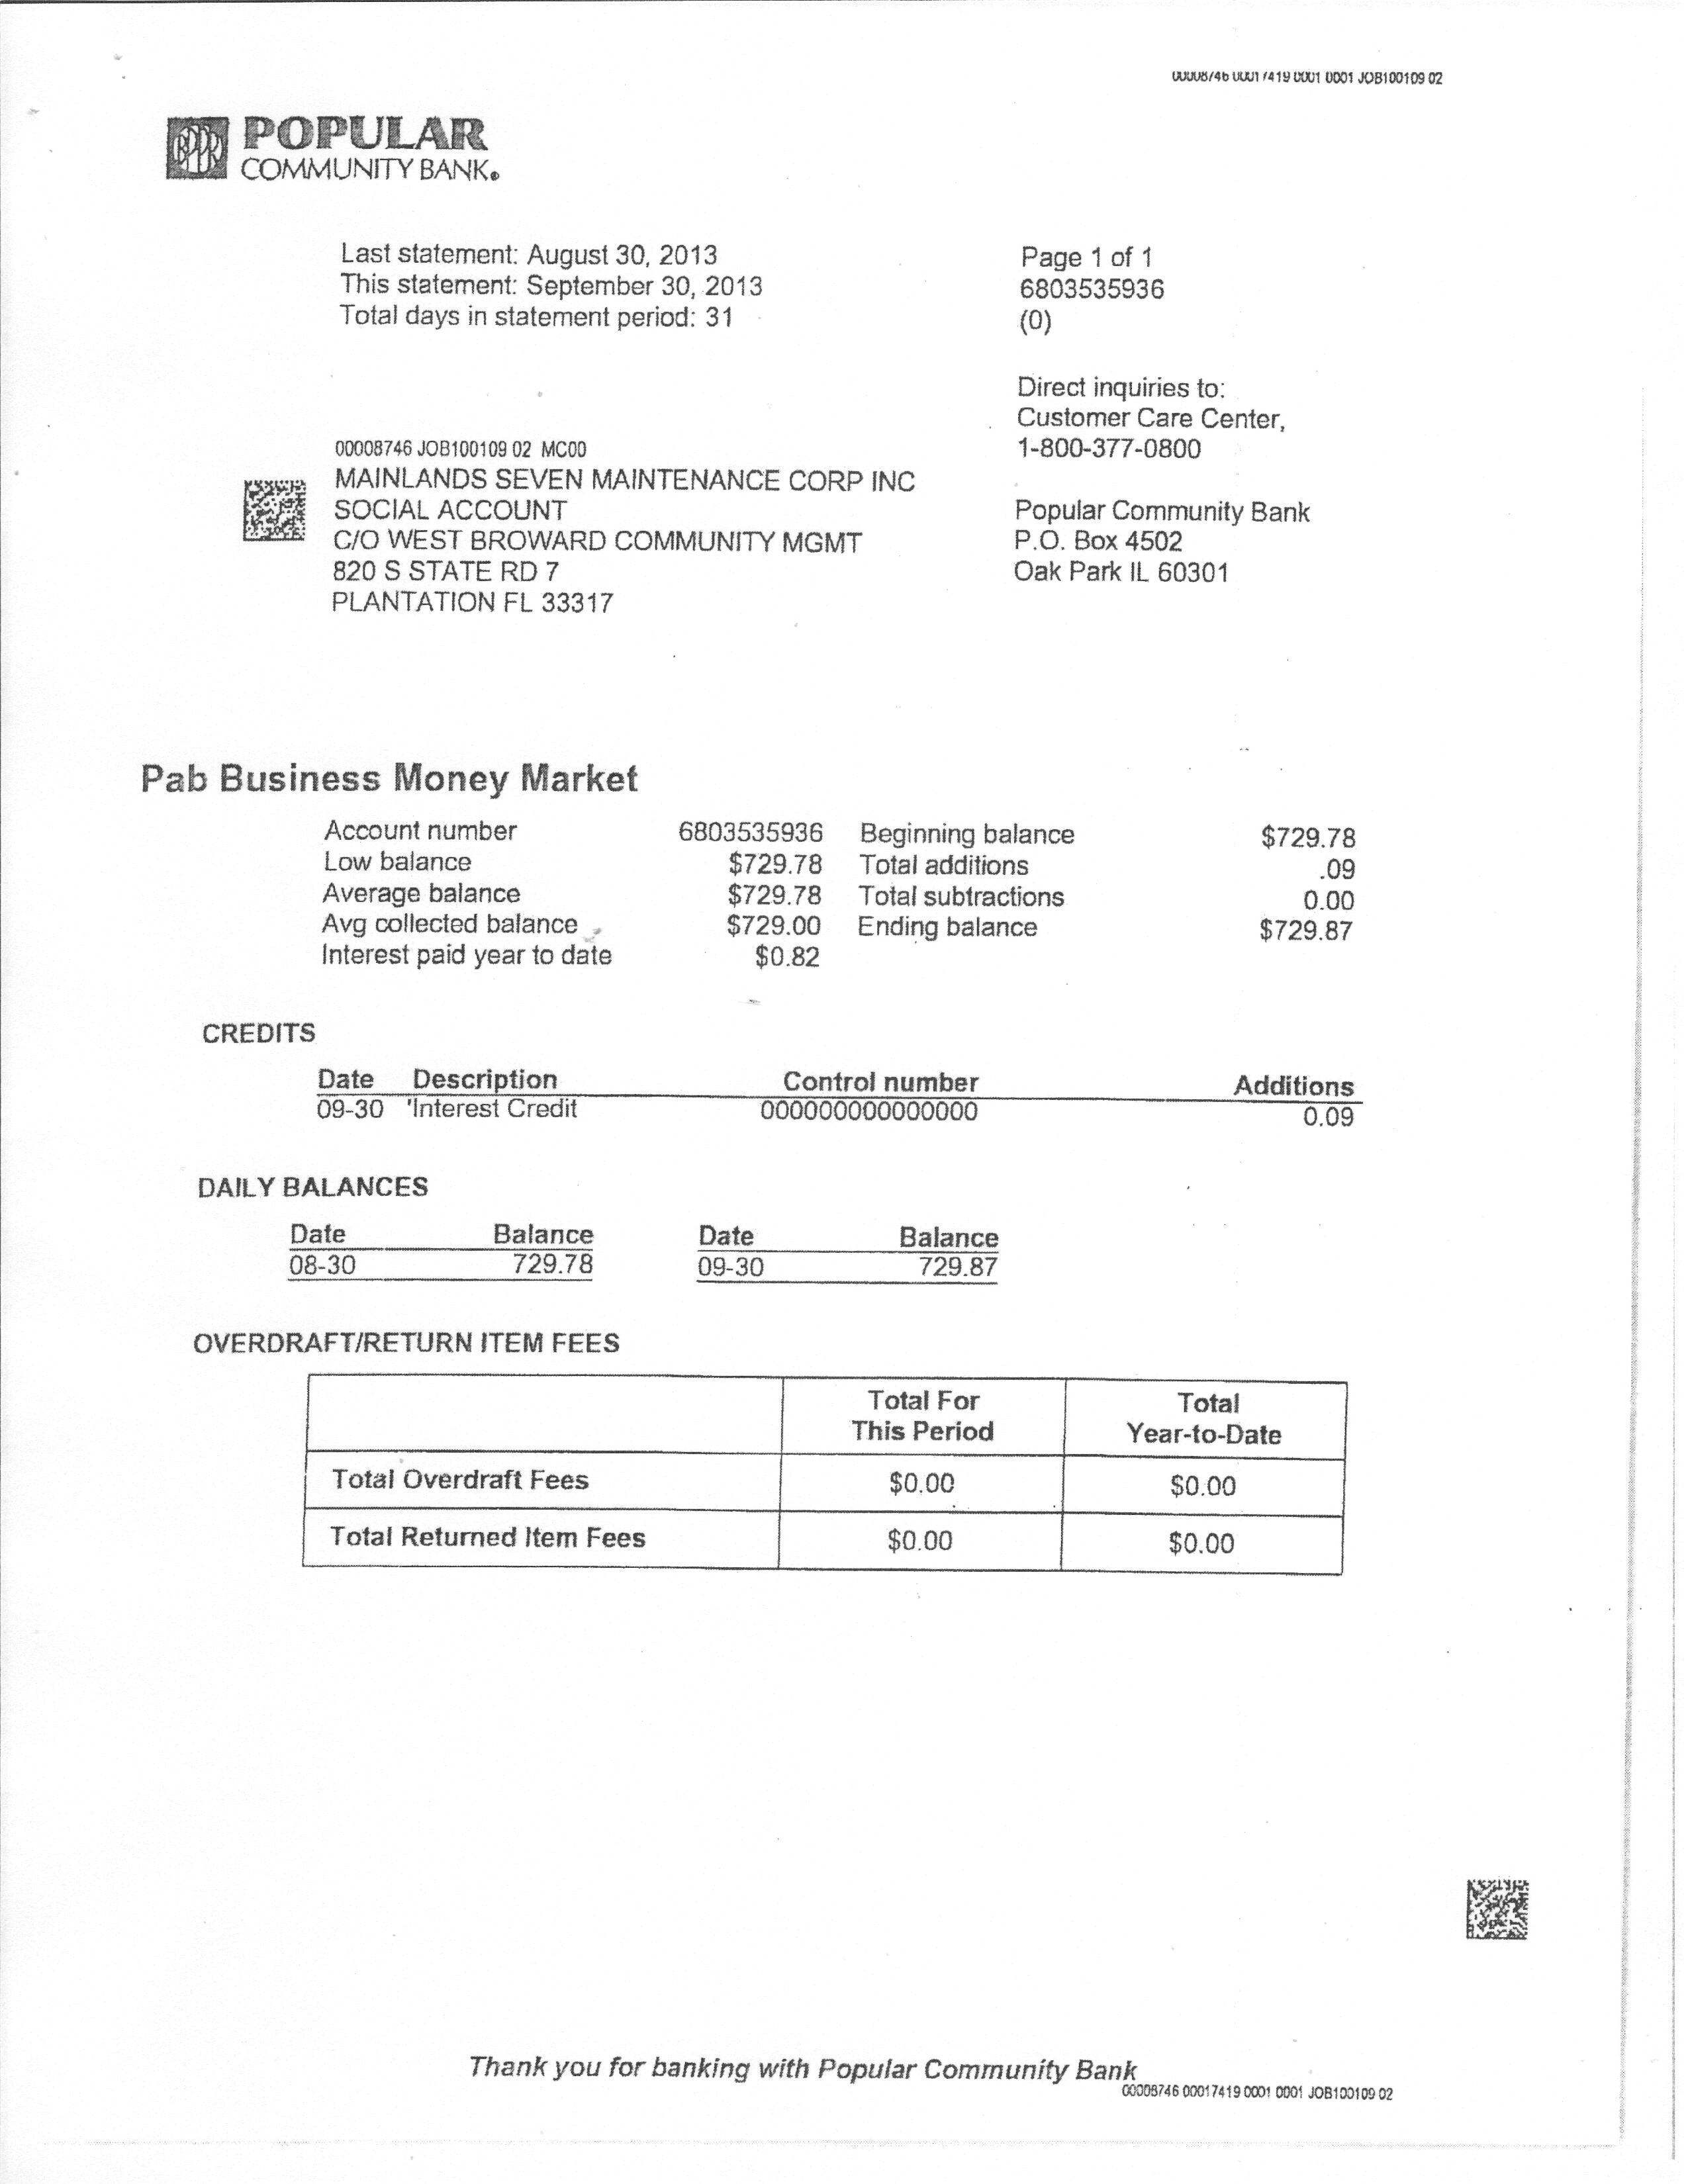 00008746 00017419 0001 0001 JOB100109 02
BPPR
POPULAR
COMMUNITY BANK.
Last statement: August 30, 2013
This statement: September 30, 2013
Total days in statement period: 31
Page 1 of 1
6803535936
(0)
Direct inquiries to:
Customer Care Center,
1-800-377-0800
00008746 JOB100109 02 MC00
MAINLANDS SEVEN MAINTENANCE CORP INC
SOCIAL ACCOUNT
C/O WEST BROWARD COMMUNITY MGMT
820 S STATE RD 7
PLANTATION FL 33317
Popular Community Bank
P.O. Box 4502
Oak Park IL 60301
Pab Business Money Market
Account number 6803535936 Beginning balance $729.78
Low balance $729.78 Total additions .09
Average balance $729.78 Total subtractions 0.00
Avg collected balance $729.00 Ending balance $729.87
Interest paid year to date $0.82
CREDITS
Date Description Control number Additions
09-30 'Interest Credit 000000000000000 0.09
DAILY BALANCES
Date Balance Date Balance
08-30 729.78 09-30 729.87
OVERDRAFT/RETURN ITEM FEES
Total For Total
This Period Year-to-Date
Total Overdraft Fees $0.00 $0.00
Total Returned Item Fees $0.00 $0.00
Thank you for banking with Popular Community Bank
00008746 00017419 0001 0001 JOB100109 02